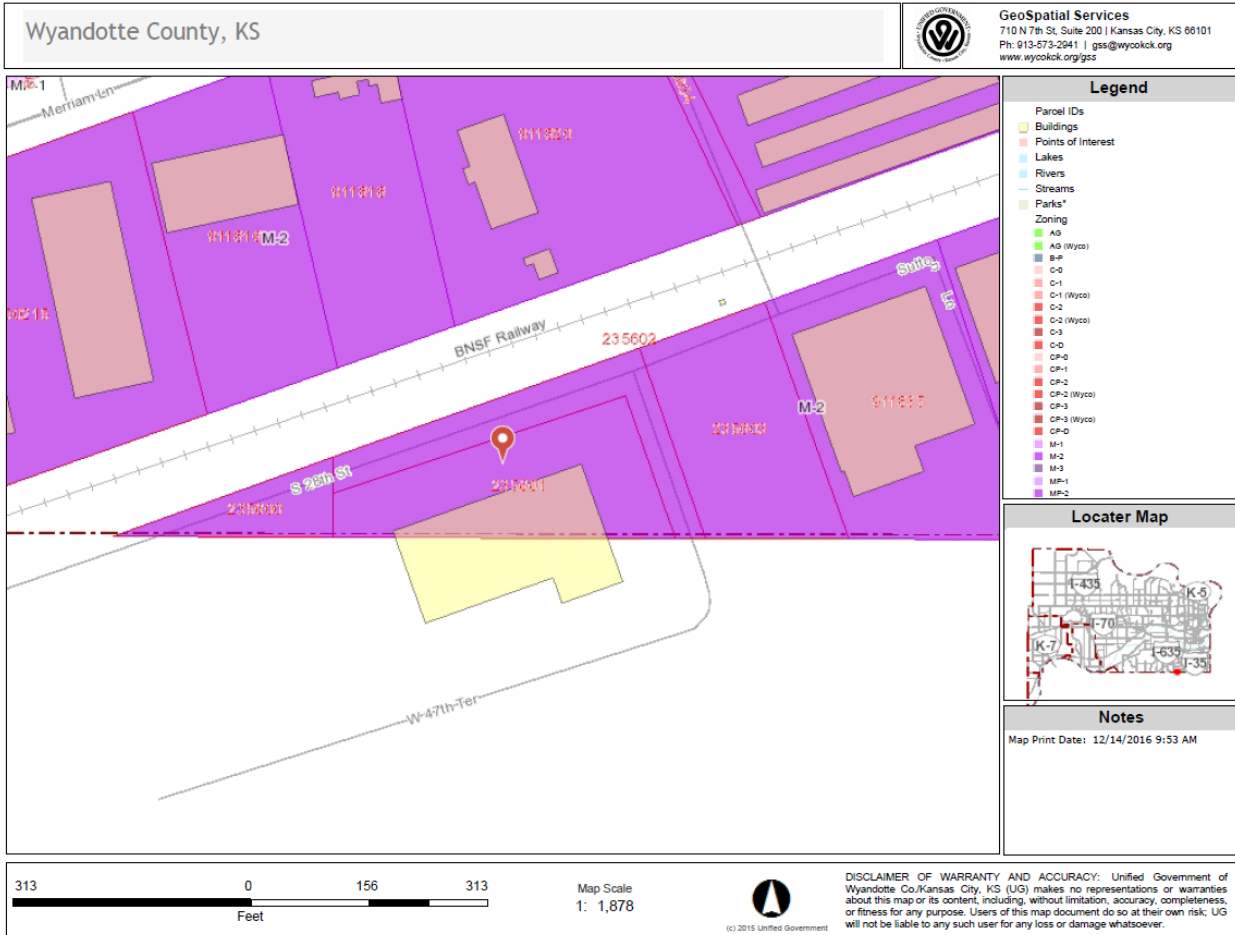 Wyandotte County, KS
GeoSpatial Services
710 N 7th St, Suite 200 | Kansas City, KS 66101
Ph: 913-573-2941 | gss@wycokck.org
www.wycokck.org/gss
Merriam-Ln
911820
911818
911819
M-2
BNSF Railway
235602
Sutton
Ln
M-2
235603
S 28th St
235601
235600
W-47th-Ter
Legend
Parcel IDs
Buildings
Points of Interest
Lakes
Rivers
Streams
Parks*
Zoning
AG
AG (Wyco)
B-P
C-0
C-1
C-1 (Wyco)
C-2
C-2 (Wyco)
C-3
C-D
CP-0
CP-1
CP-2
CP-2 (Wyco)
CP-3
CP-3 (Wyco)
CP-D
M-1
M-2
M-3
MP-1
MP-2
Locater Map
I-435
K-5
I-70
K-7
I-635
I-35
Notes
Map Print Date: 12/14/2016 9:53 AM
313 0 156 313
Feet
Map Scale
1: 1,878
(c) 2015 Unified Government
DISCLAIMER OF WARRANTY AND ACCURACY: Unified Government of
Wyandotte Co./Kansas City, KS (UG) makes no representations or warranties
about this map or its content, including, without limitation, accuracy, completeness,
or fitness for any purpose. Users of this map document do so at their own risk; UG
will not be liable to any such user for any loss or damage whatsoever.